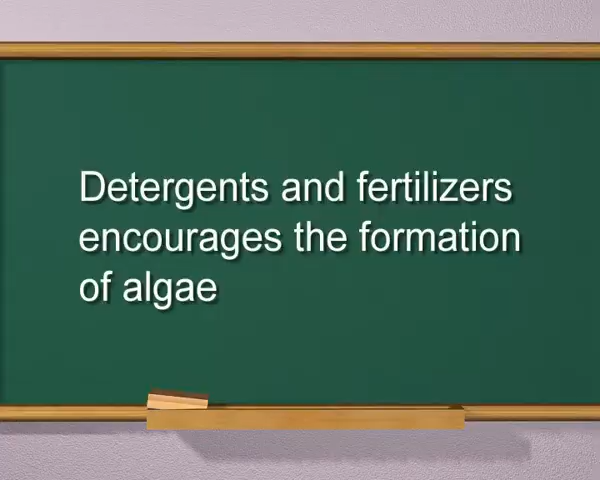 Detergents and fertilizers
encourages the formation
of algae